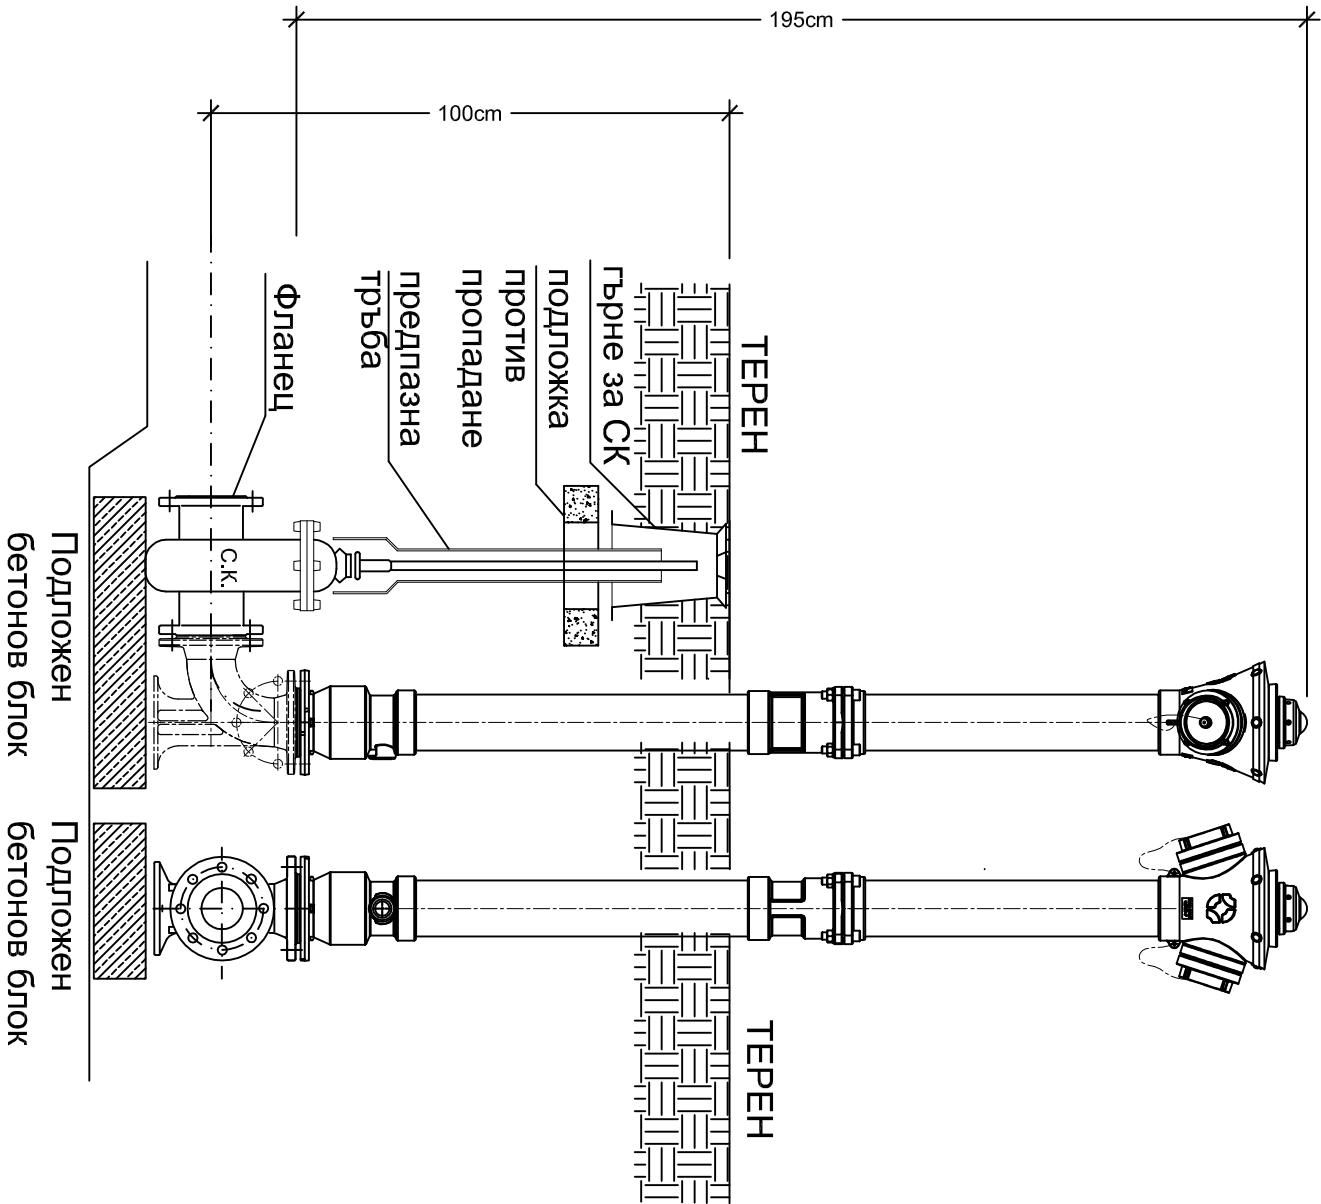 195cm
100cm
ТЕРЕН
гърне за СК
подложка
против
пропадане
предпазна
тръба
Фланец
С.К.
Подложен
бетонов блок
ТЕРЕН
Подложен
бетонов блок